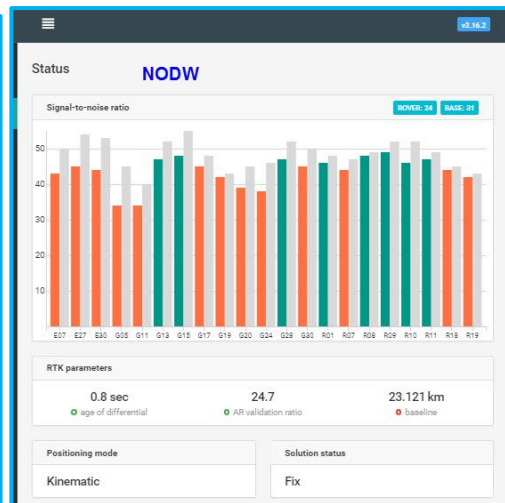 v2.16.2
Status
NODW
Signal-to-noise ratio
ROVER: 24 BASE: 31
50
40
30
20
10
E07 E27 E30 G05 G11 G13 G15 G17 G19 G20 G24 G28 G30 R01 R07 R08 R09 R10 R11 R18 R19
RTK parameters
0.8 sec 24.7 23.121 km
age of differential AR validation ratio baseline
Positioning mode Solution status
Kinematic Fix